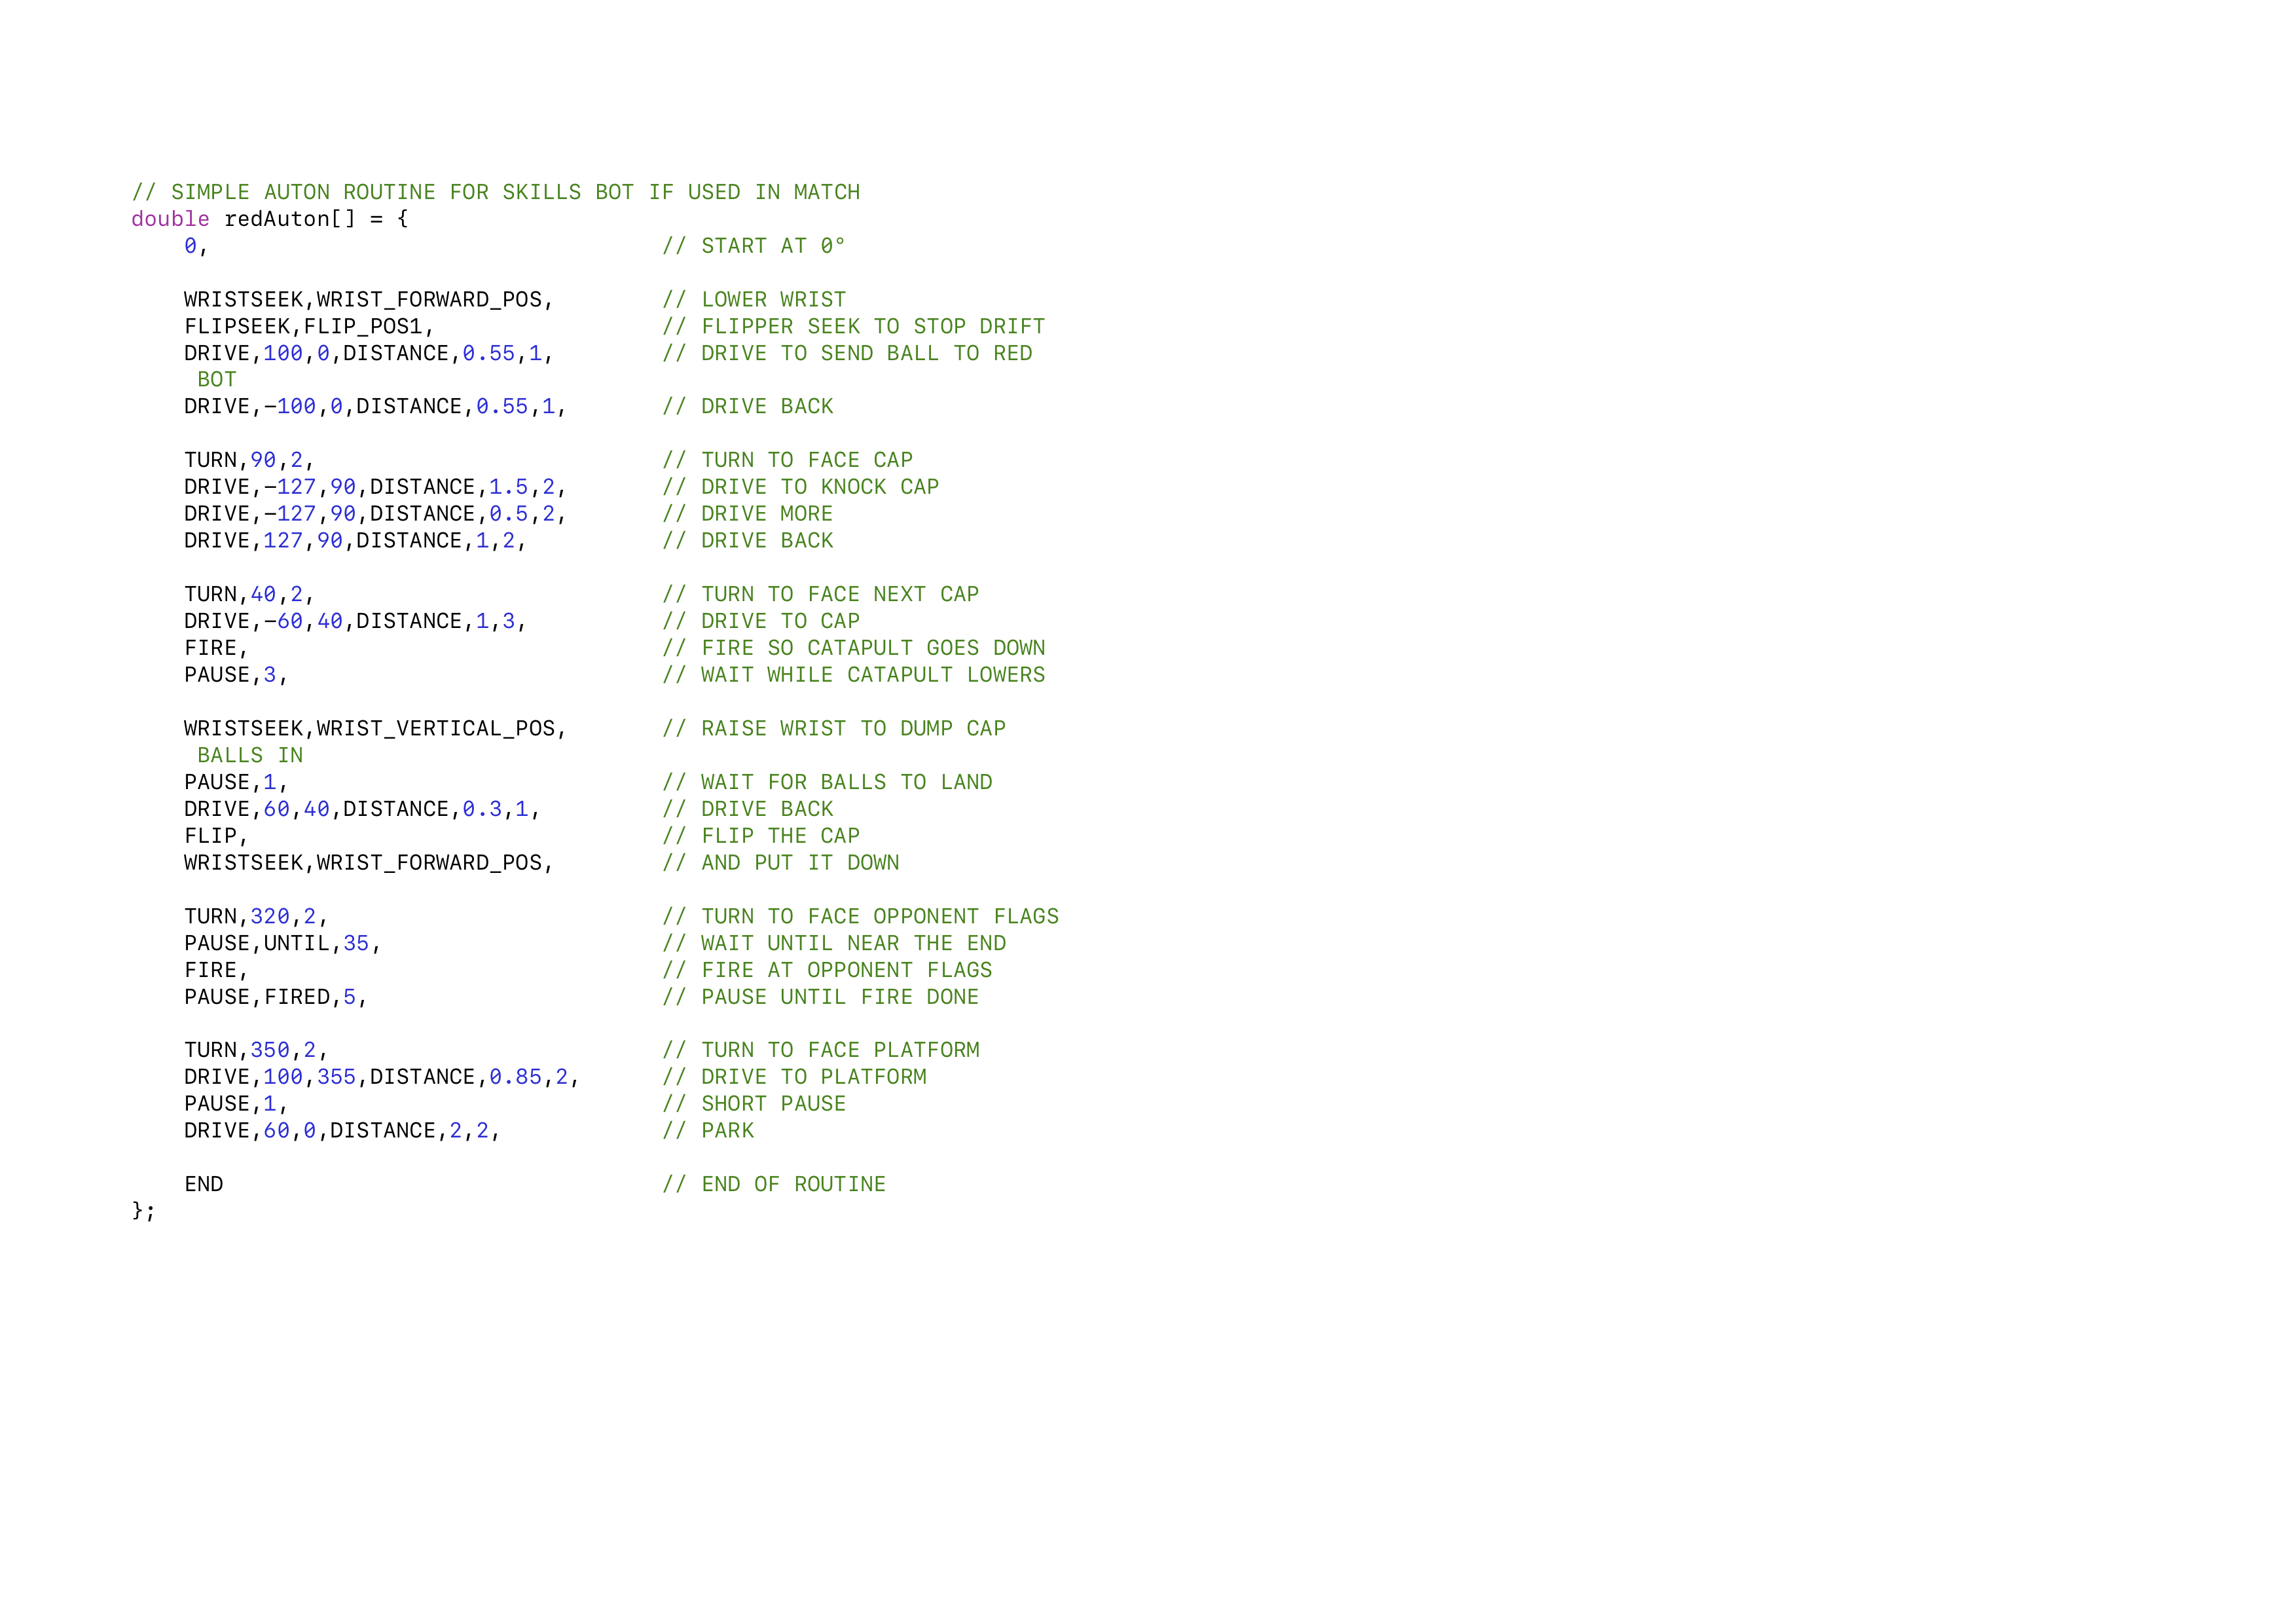 // SIMPLE AUTON ROUTINE FOR SKILLS BOT IF USED IN MATCH
double redAuton[] = {
    0,                                  // START AT 0°

    WRISTSEEK,WRIST_FORWARD_POS,        // LOWER WRIST
    FLIPSEEK,FLIP_POS1,                 // FLIPPER SEEK TO STOP DRIFT
    DRIVE,100,0,DISTANCE,0.55,1,        // DRIVE TO SEND BALL TO RED
     BOT
    DRIVE,-100,0,DISTANCE,0.55,1,       // DRIVE BACK

    TURN,90,2,                          // TURN TO FACE CAP
    DRIVE,-127,90,DISTANCE,1.5,2,       // DRIVE TO KNOCK CAP
    DRIVE,-127,90,DISTANCE,0.5,2,       // DRIVE MORE
    DRIVE,127,90,DISTANCE,1,2,          // DRIVE BACK

    TURN,40,2,                          // TURN TO FACE NEXT CAP
    DRIVE,-60,40,DISTANCE,1,3,          // DRIVE TO CAP
    FIRE,                               // FIRE SO CATAPULT GOES DOWN
    PAUSE,3,                            // WAIT WHILE CATAPULT LOWERS

    WRISTSEEK,WRIST_VERTICAL_POS,       // RAISE WRIST TO DUMP CAP
     BALLS IN
    PAUSE,1,                            // WAIT FOR BALLS TO LAND
    DRIVE,60,40,DISTANCE,0.3,1,         // DRIVE BACK
    FLIP,                               // FLIP THE CAP
    WRISTSEEK,WRIST_FORWARD_POS,        // AND PUT IT DOWN

    TURN,320,2,                         // TURN TO FACE OPPONENT FLAGS
    PAUSE,UNTIL,35,                     // WAIT UNTIL NEAR THE END
    FIRE,                               // FIRE AT OPPONENT FLAGS
    PAUSE,FIRED,5,                      // PAUSE UNTIL FIRE DONE

    TURN,350,2,                         // TURN TO FACE PLATFORM
    DRIVE,100,355,DISTANCE,0.85,2,      // DRIVE TO PLATFORM
    PAUSE,1,                            // SHORT PAUSE
    DRIVE,60,0,DISTANCE,2,2,            // PARK

    END                                 // END OF ROUTINE
};